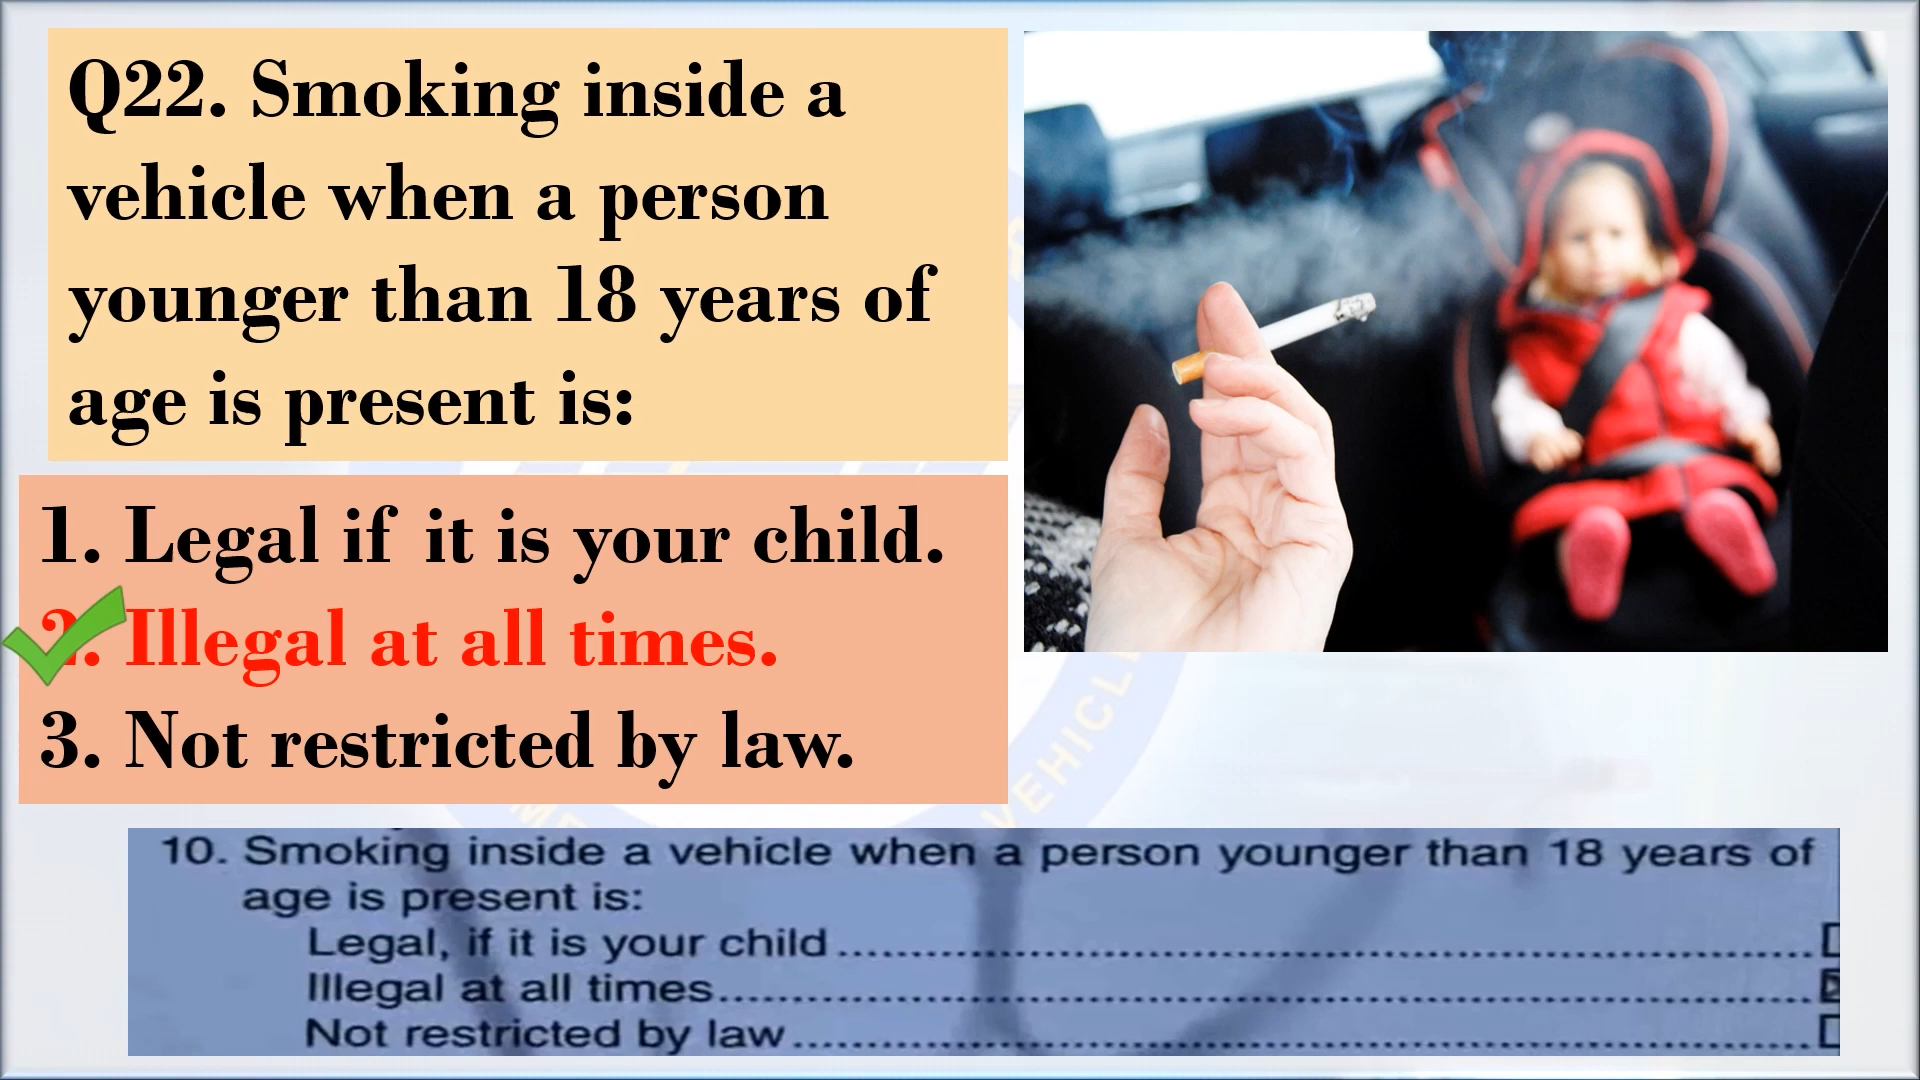 Q22. Smoking inside a
vehicle when a person
younger than 18 years of
age is present is:
1. Legal if it is your child.
2. Illegal at all times.
3. Not restricted by law.
VEHICL
ME
10. Smoking inside a vehicle when a person younger than 18 years of
age is present is:
Legal, if it is your child
Illegal at all times
Not restricted by law